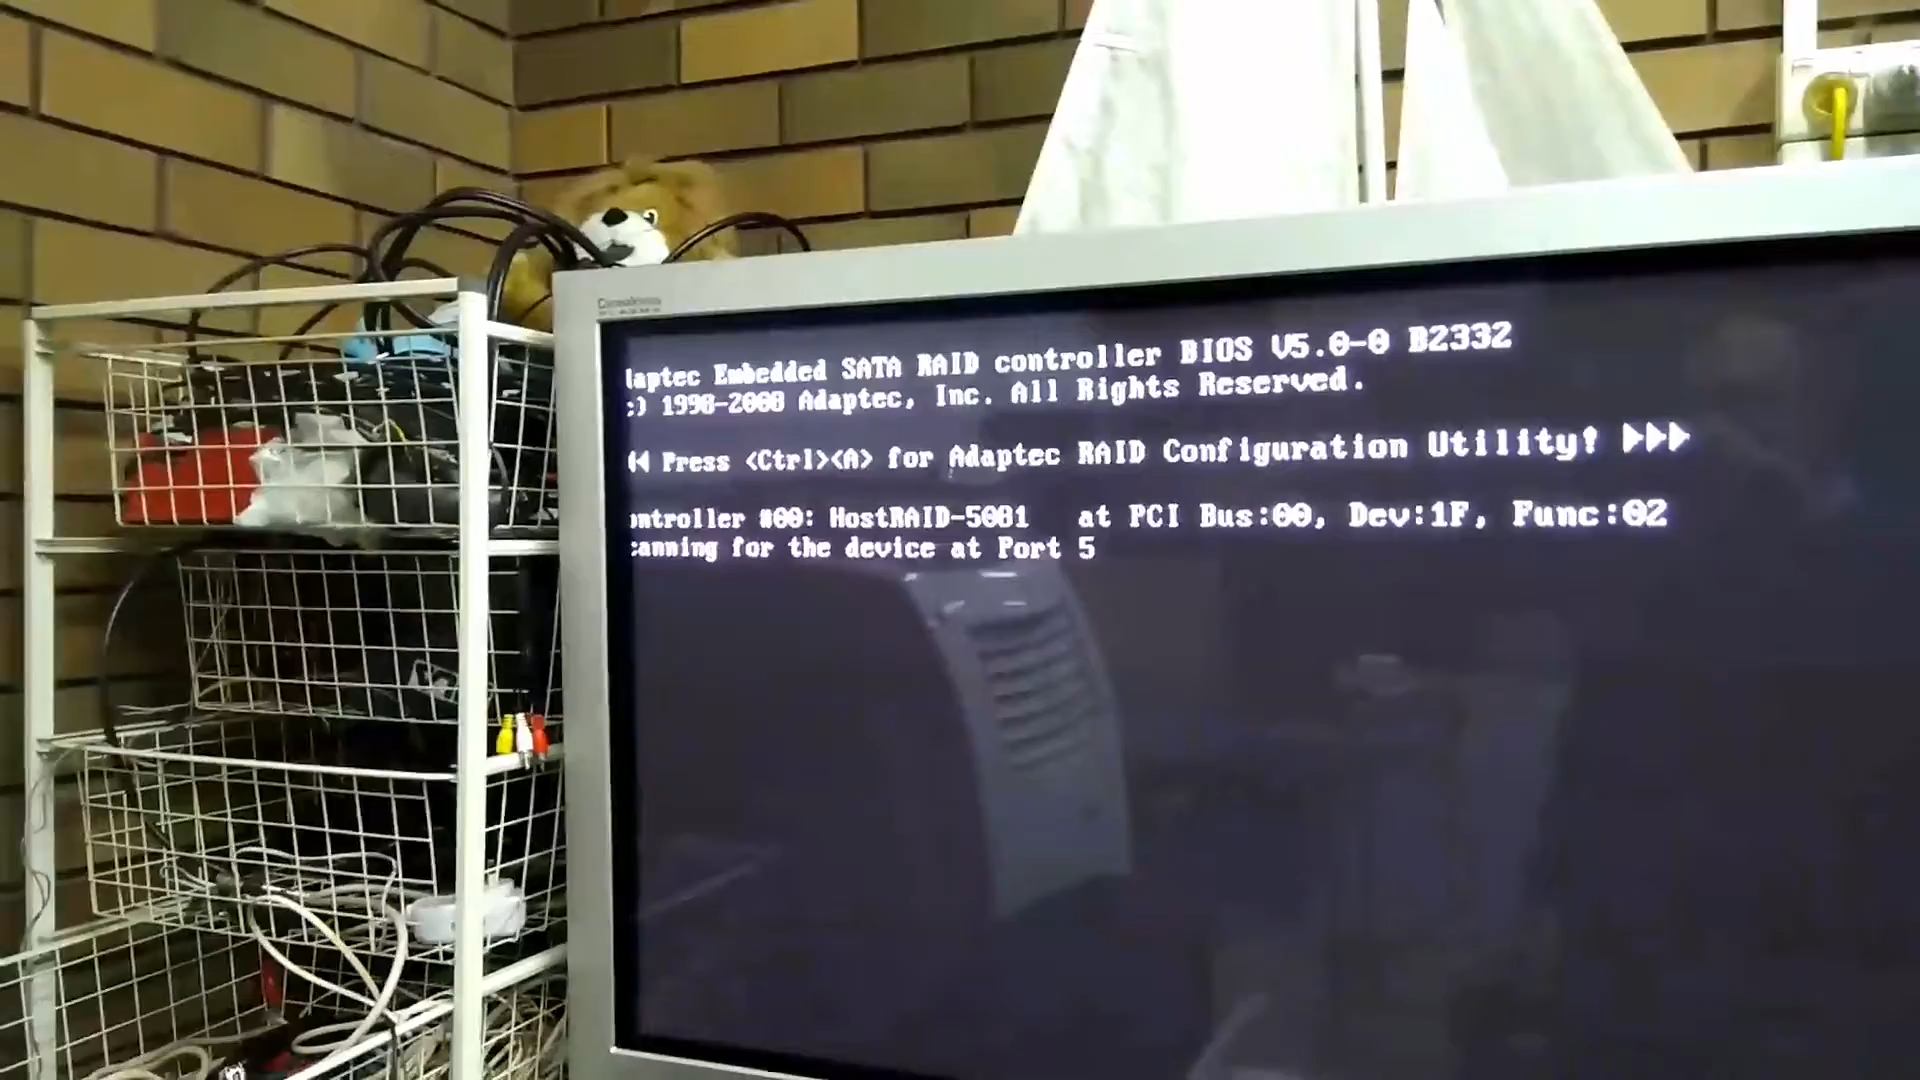 laptec Embedded SATA RAID controller BIOS V5.0-0 B2332
:) 1998-2008 Adaptec, Inc. All Rights Reserved.
◄◄ Press <Ctrl><A> for Adaptec RAID Configuration Utility! ►►►
ontroller #00: HostRAID-5081 at PCI Bus:00, Dev:1F, Func:02
canning for the device at Port 5